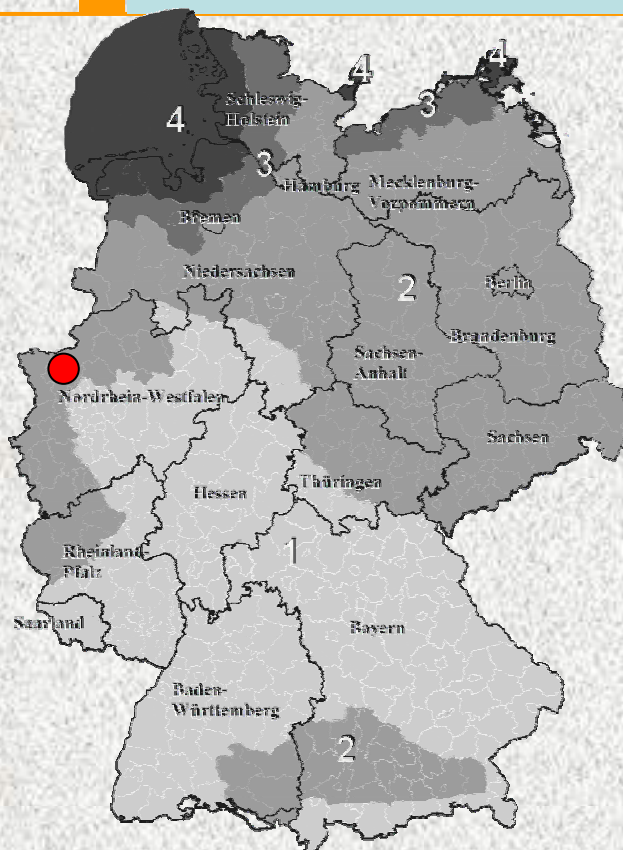 4
4
Schleswig-
Holstein
4
3
3
Hamburg
Mecklenburg-
Vorpommern
Bremen
Niedersachsen
2
Berlin
Brandenburg
Sachsen-
Anhalt
Nordrhein-Westfalen
Sachsen
Thüringen
Hessen
1
Rheinland-
Pfalz
Saarland
Bayern
Baden-
Württemberg
2